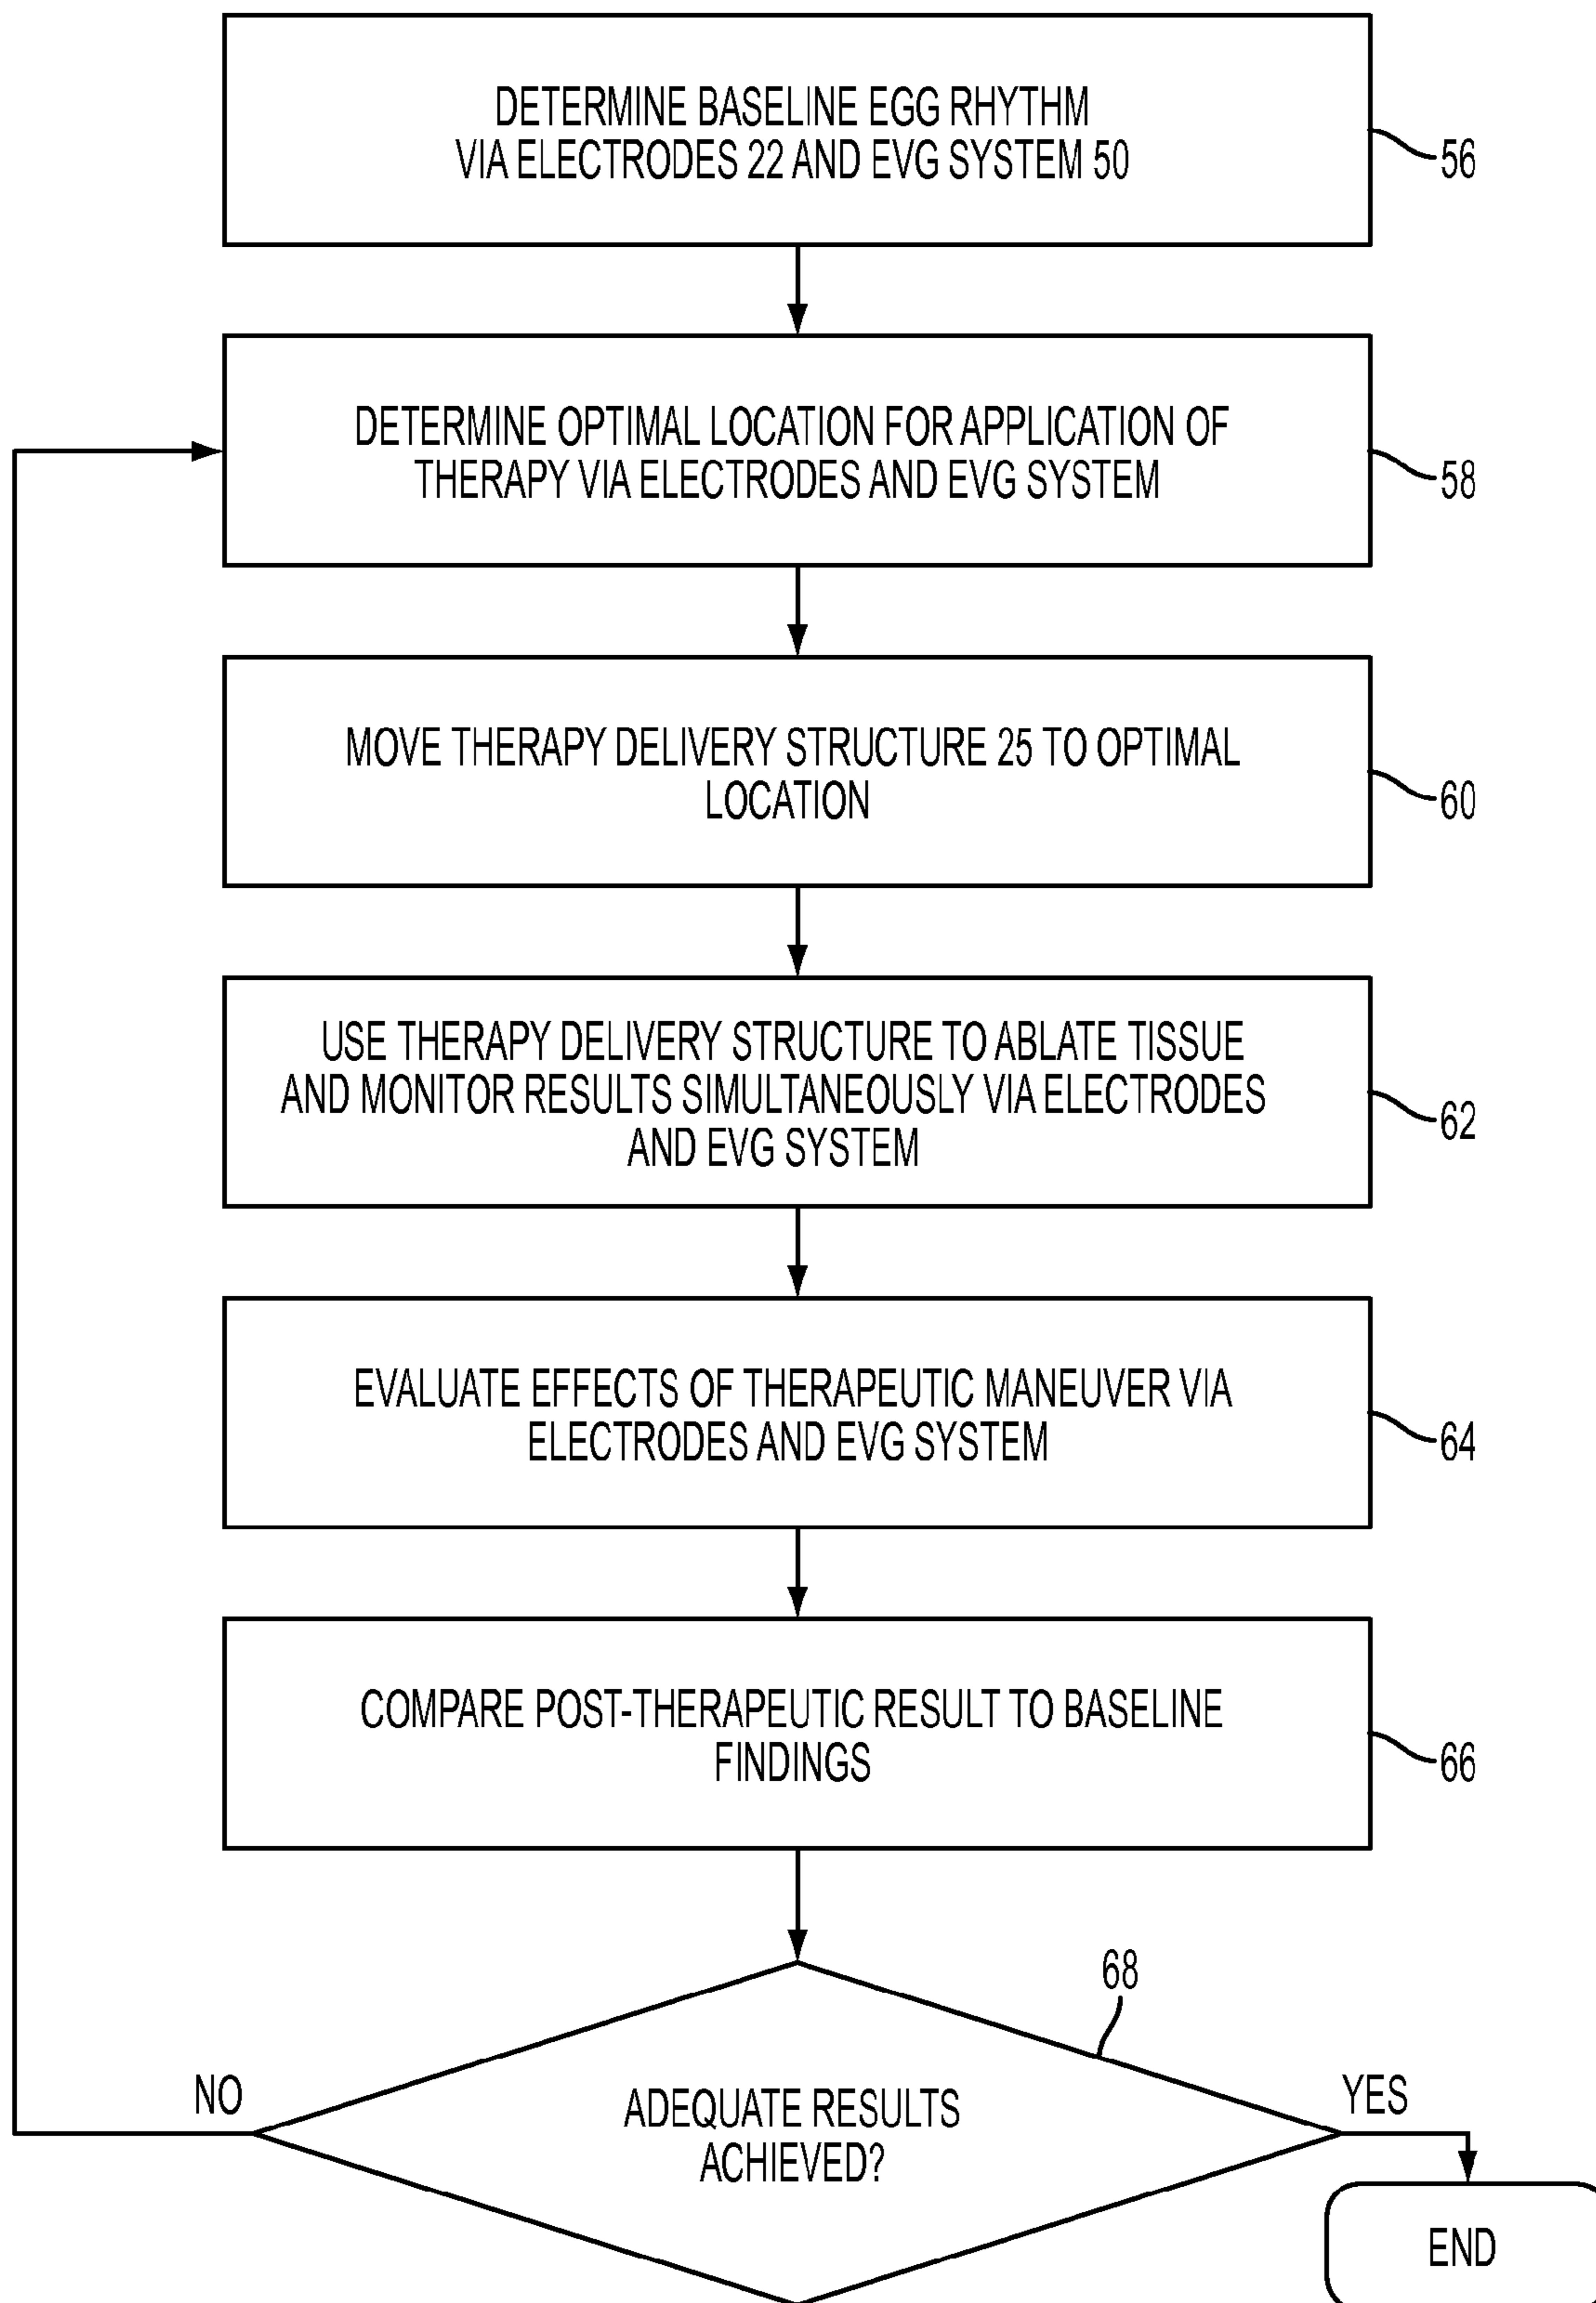 DETERMINE BASELINE EGG RHYTHM
VIA ELECTRODES 22 AND EVG SYSTEM 50
56
DETERMINE OPTIMAL LOCATION FOR APPLICATION OF
THERAPY VIA ELECTRODES AND EVG SYSTEM
58
MOVE THERAPY DELIVERY STRUCTURE 25 TO OPTIMAL
LOCATION
60
USE THERAPY DELIVERY STRUCTURE TO ABLATE TISSUE
AND MONITOR RESULTS SIMULTANEOUSLY VIA ELECTRODES
AND EVG SYSTEM
62
EVALUATE EFFECTS OF THERAPEUTIC MANEUVER VIA
ELECTRODES AND EVG SYSTEM
64
COMPARE POST-THERAPEUTIC RESULT TO BASELINE
FINDINGS
66
68
NO
ADEQUATE RESULTS
ACHIEVED?
YES
END